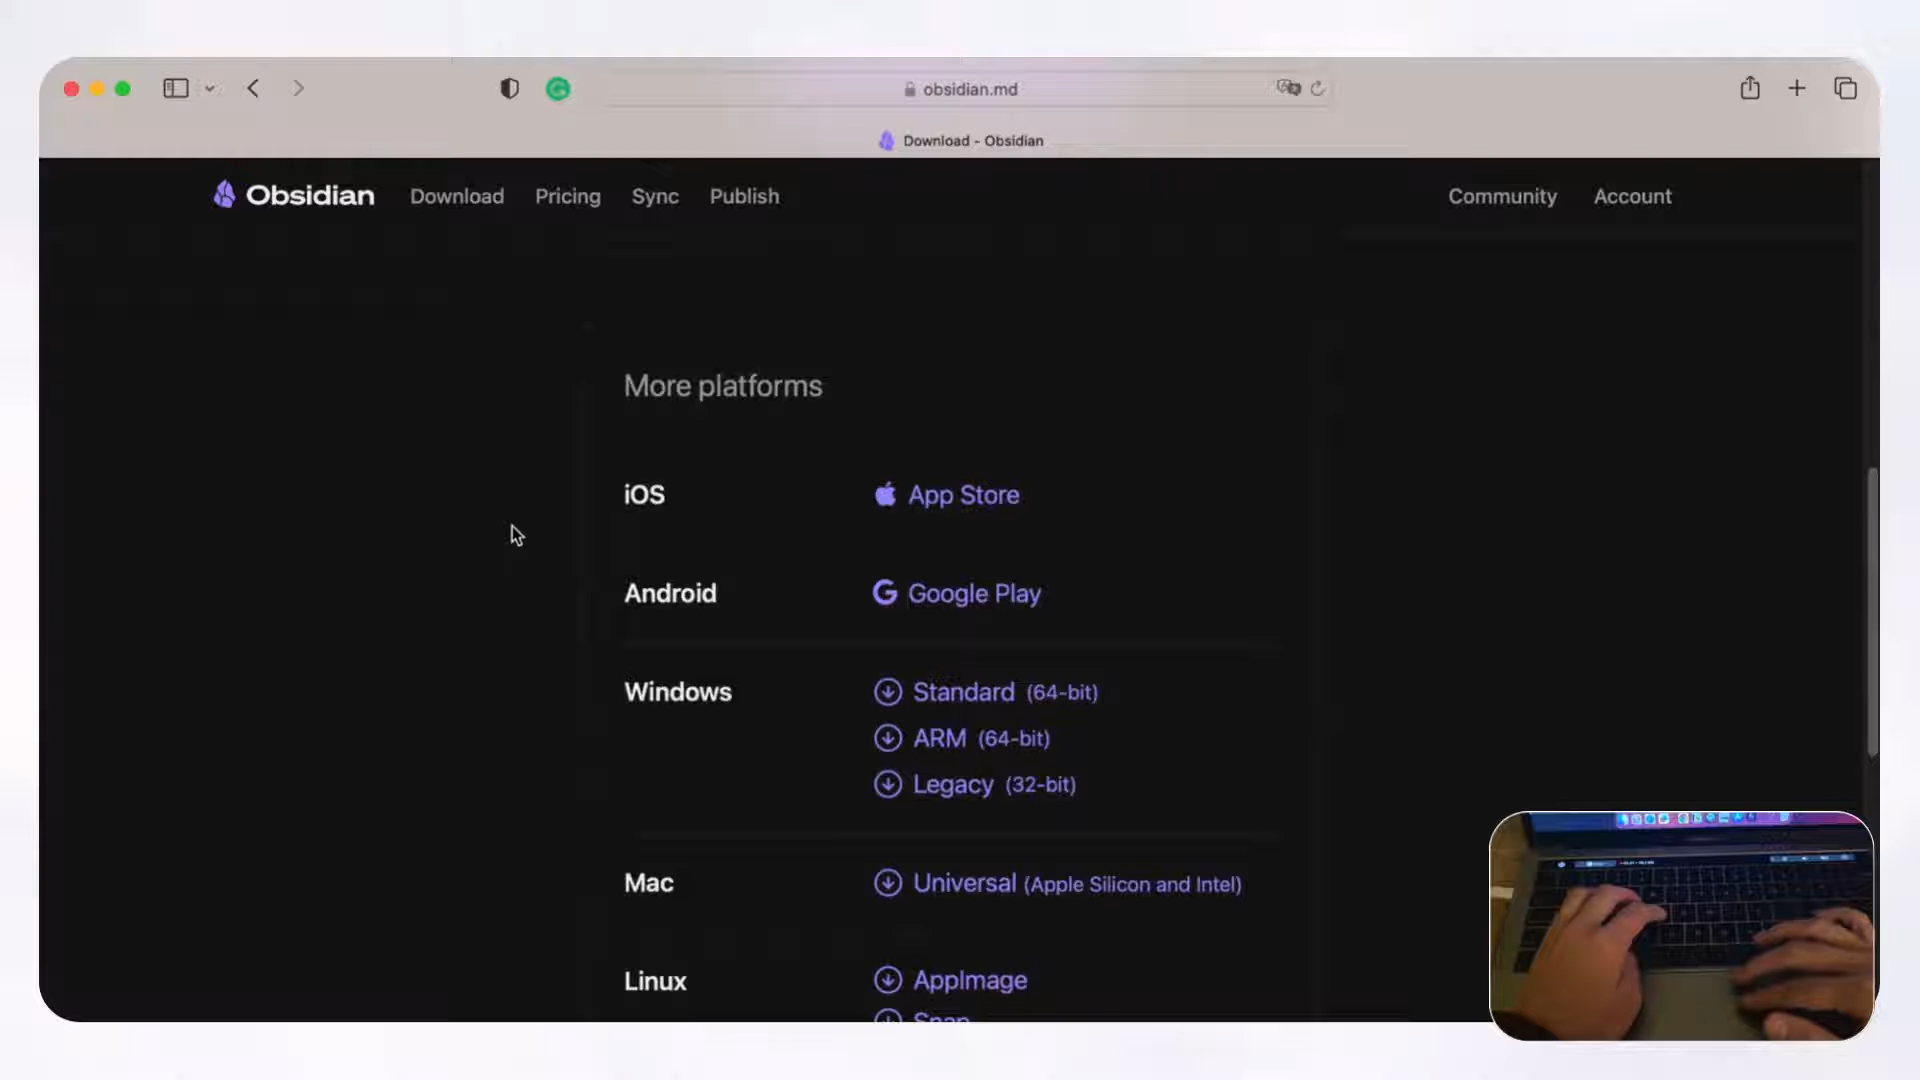 obsidian.md
Download - Obsidian
Obsidian Download Pricing Sync Publish Community Account
More platforms
iOS App Store
Android Google Play
Windows Standard (64-bit)
ARM (64-bit)
Legacy (32-bit)
Mac Universal (Apple Silicon and Intel)
Linux AppImage
Snap